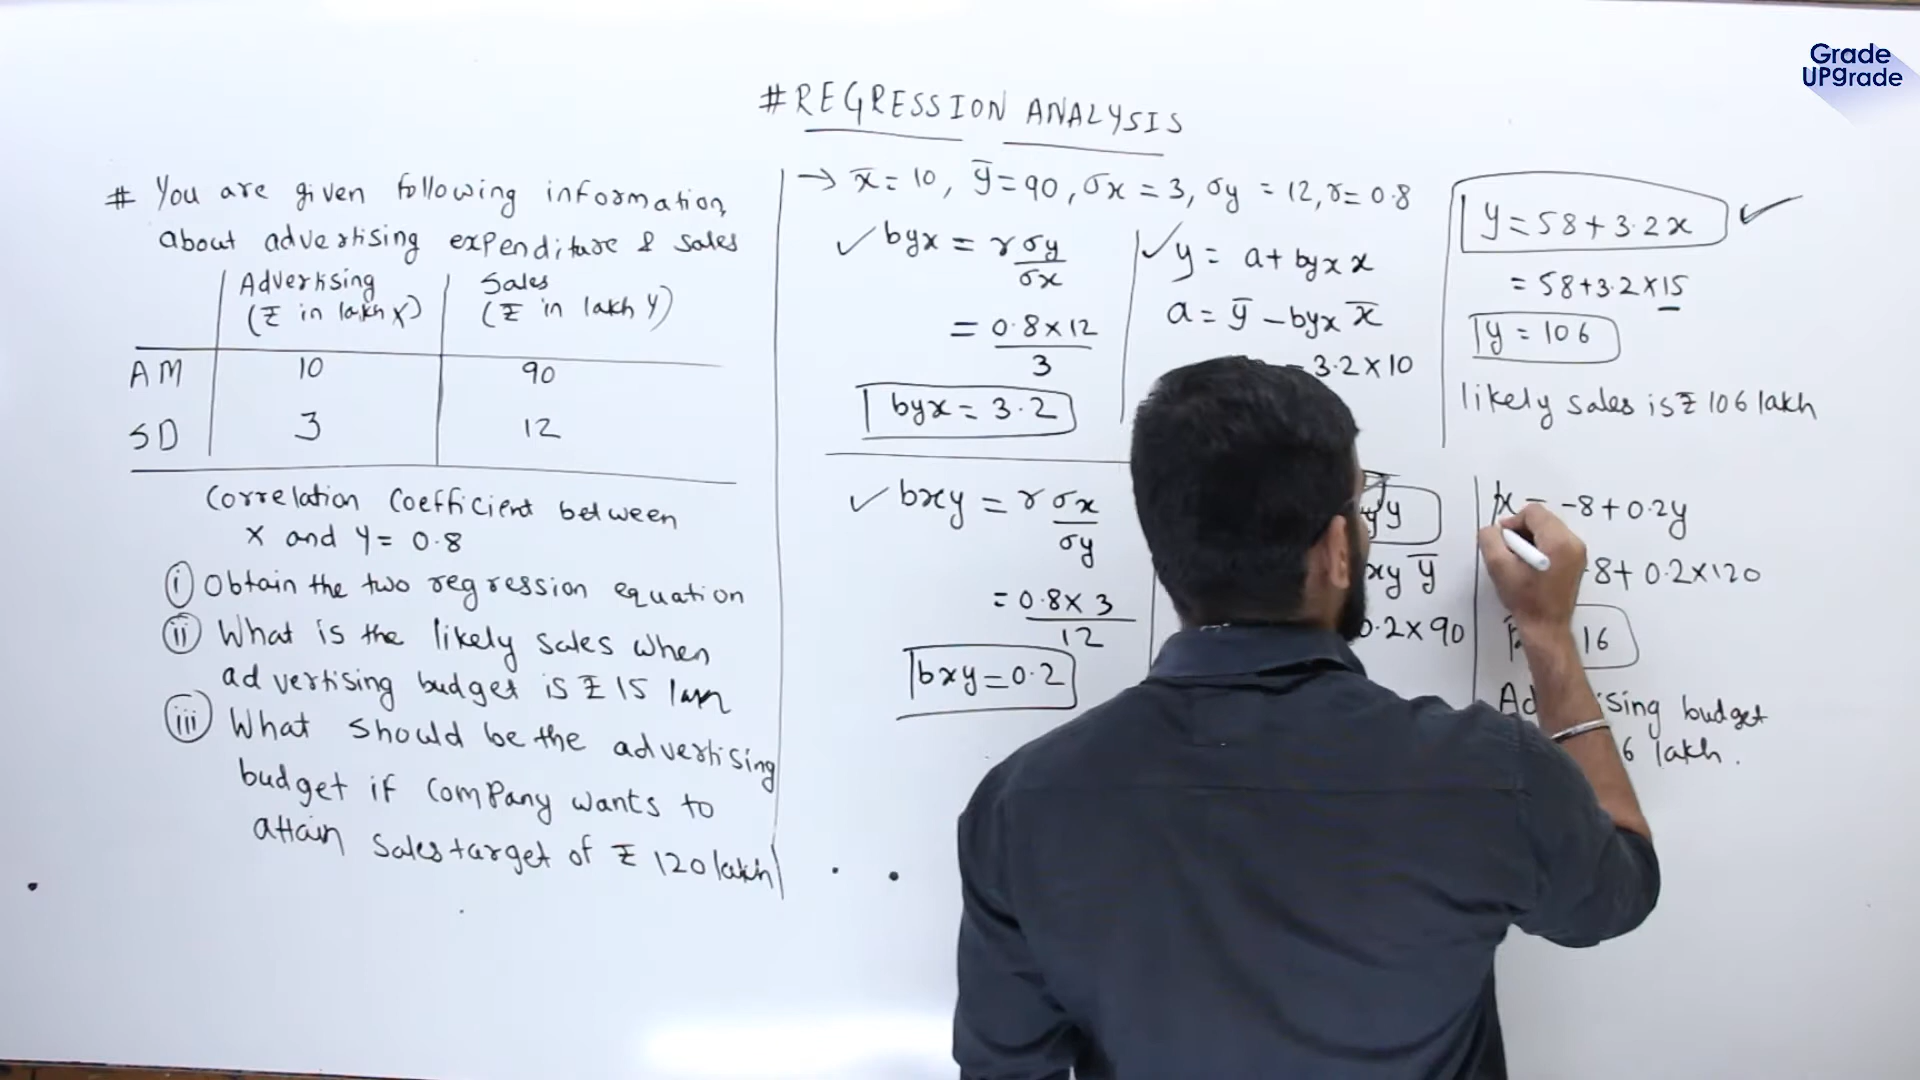 Grade
UPgrade
#REGRESSION ANALYSIS
# You are given following information
about advertising expenditure & sales
Advertising Sales
(₹ in lakh X) (₹ in lakh Y)
AM 10 90
SD 3 12
Correlation Coefficient between
X and Y = 0.8
(i) Obtain the two regression equation
(ii) What is the likely sales when
advertising budget is ₹ 15
(iii) What should be the advertising
budget if company wants to
attain sales target of ₹ 120 lakh
→ x̄ = 10, ȳ = 90, σx = 3, σy = 12, r = 0.8
✓ byx = r σy/σx
= 0.8×12/3
byx = 3.2
✓ y = a + byx x
a = ȳ - byx x̄
- 3.2×10
y = 58+3.2x ✓
= 58+3.2×15
y = 106
likely sales is ₹ 106 lakh
✓ bxy = r σx/σy
= 0.8×3/12
bxy = 0.2
y
xy ȳ
0.2×90
x = -8+0.2y
8+ 0.2×120
16
sing budget
6 lakh.